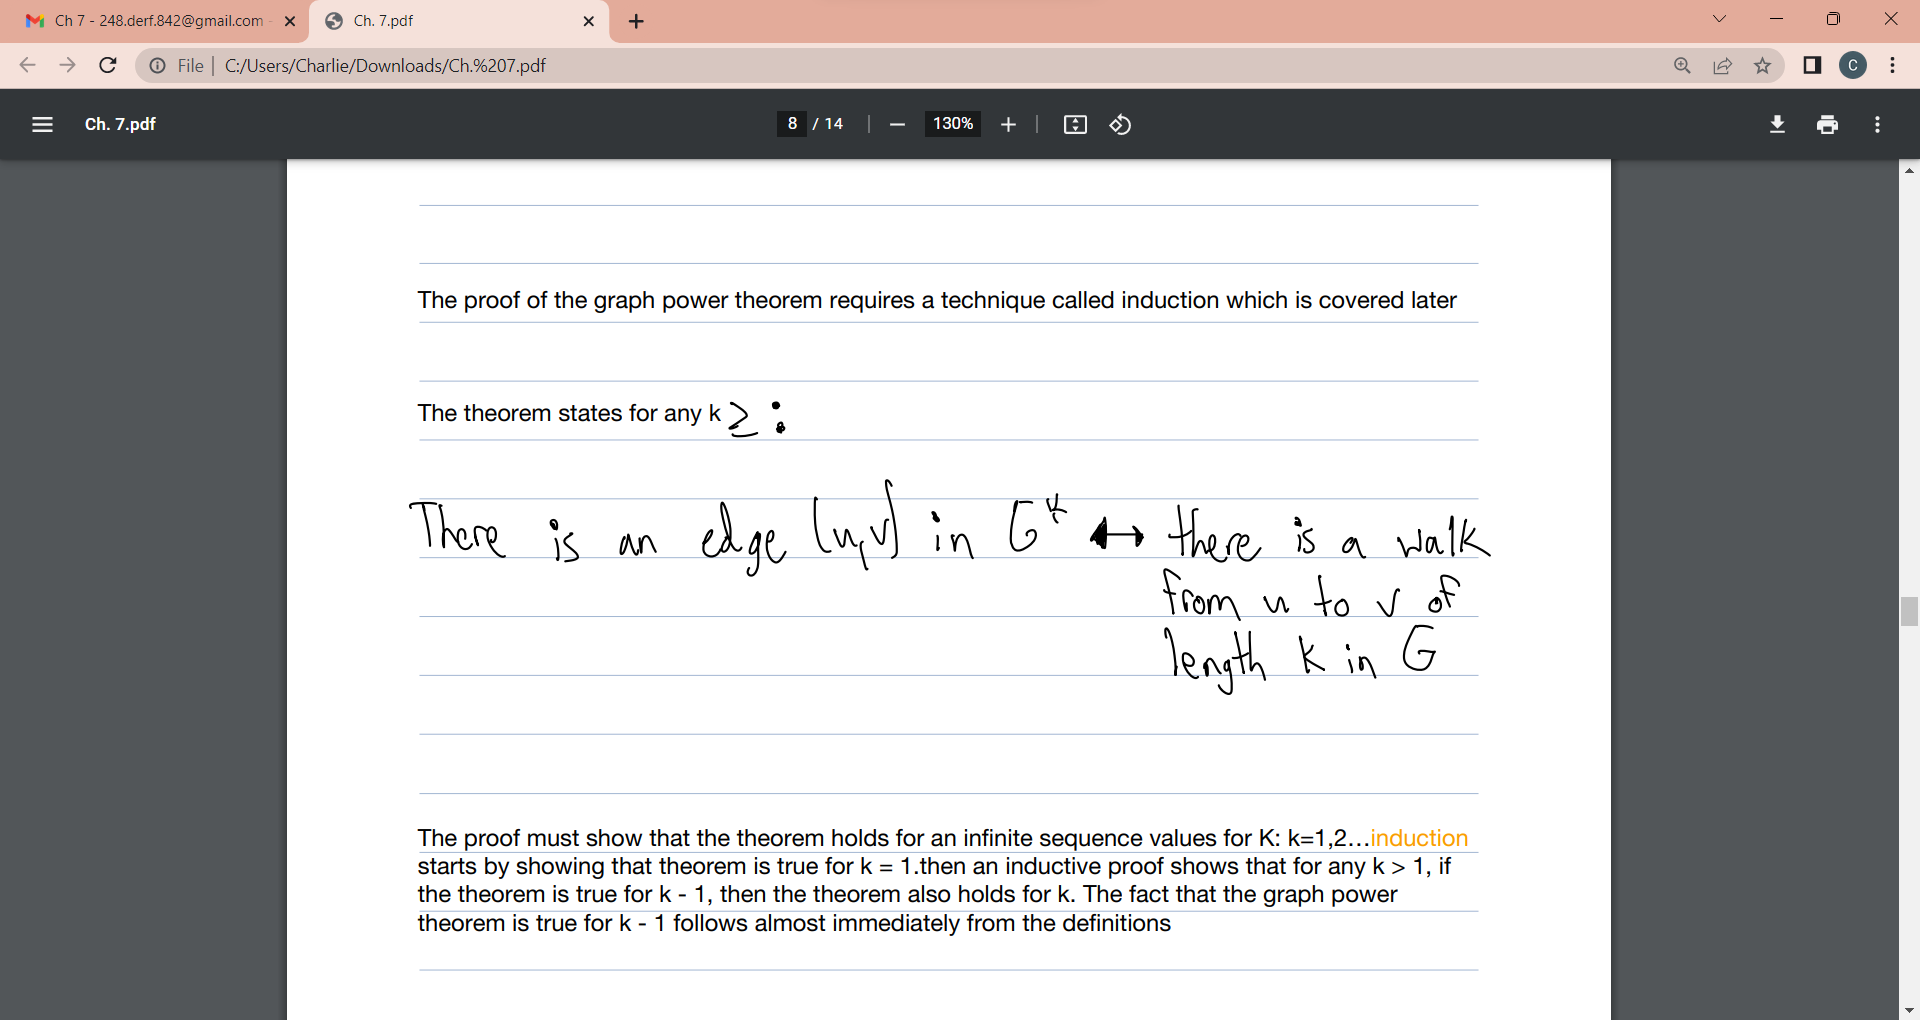 Ch 7 - 248.derf.842@gmail.com -
Ch. 7.pdf
File | C:/Users/Charlie/Downloads/Ch.%207.pdf
C
Ch. 7.pdf
8 / 14 | — 130% + |
The proof of the graph power theorem requires a technique called induction which is covered later
The theorem states for any k ≥ :
There is an edge (u,v) in G^k ↔ there is a walk
from u to v of
length k in G
The proof must show that the theorem holds for an infinite sequence values for K: k=1,2…induction
starts by showing that theorem is true for k = 1.then an inductive proof shows that for any k > 1, if
the theorem is true for k - 1, then the theorem also holds for k. The fact that the graph power
theorem is true for k - 1 follows almost immediately from the definitions